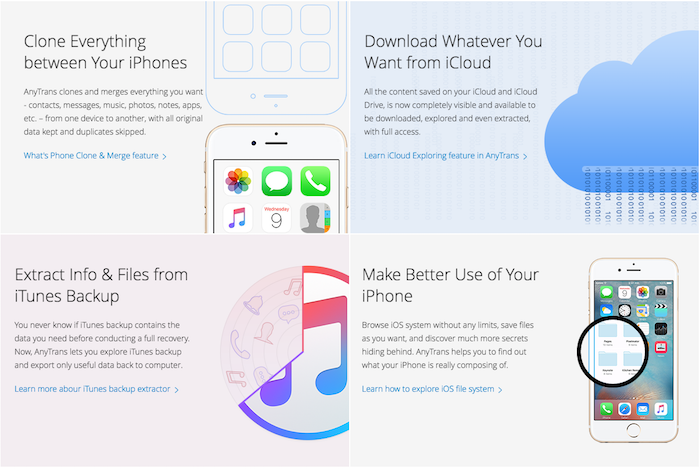 Clone Everything
between Your iPhones
AnyTrans clones and merges everything you want
- contacts, messages, music, photos, notes, apps,
etc. – from one device to another, with all original
data kept and duplicates skipped.
What's Phone Clone & Merge feature >
Wednesday
9
Download Whatever You
Want from iCloud
All the content saved on your iCloud and iCloud
Drive, is now completely visible and available to
be downloaded, explored and even extracted,
with full access.
Learn iCloud Exploring feature in AnyTrans >
Extract Info & Files from
iTunes Backup
You never know if iTunes backup contains the
data you need before conducting a full recovery.
Now, AnyTrans lets you explore iTunes backup
and export only useful data back to computer.
Learn more abour iTunes backup extractor >
Make Better Use of Your
iPhone
Browse iOS system without any limits, save files
as you want, and discover much more secrets
hiding behind. AnyTrans helps you to find out
what your iPhone is really composing of.
Learn how to explore iOS file system >